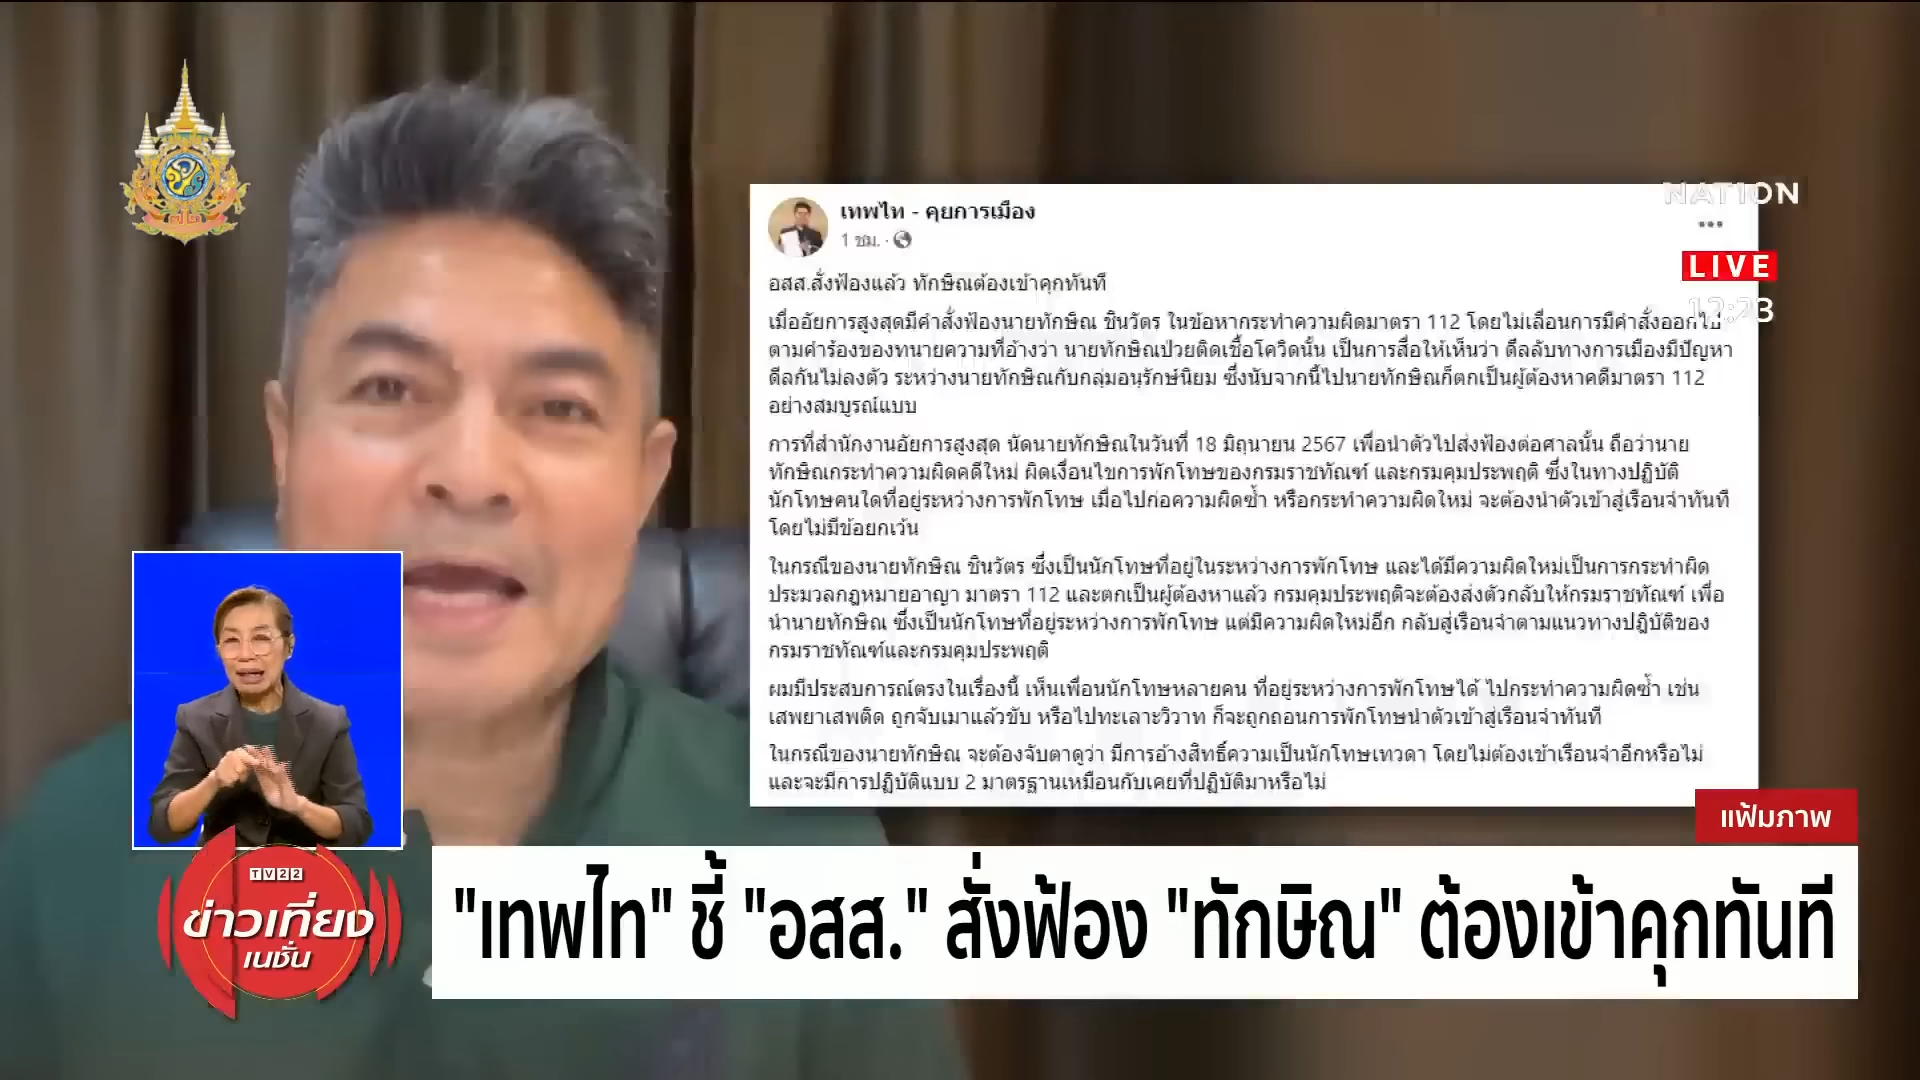 NATION
LIVE
12:23
เทพไท - คุยการเมือง
1 ชม.
อสส.สั่งฟ้องแล้ว ทักษิณต้องเข้าคุกทันที
เมื่ออัยการสูงสุดมีคำสั่งฟ้องนายทักษิณ ชินวัตร ในข้อหากระทำความผิดมาตรา 112 โดยไม่เลื่อนการมีคำสั่งออกไป
ตามคำร้องของทนายความที่อ้างว่า นายทักษิณป่วยติดเชื้อโควิดนั้น เป็นการสื่อให้เห็นว่า ดีลลับทางการเมืองมีปัญหา
ดีลกันไม่ลงตัว ระหว่างนายทักษิณกับกลุ่มอนุรักษ์นิยม ซึ่งนับจากนี้ไปนายทักษิณก็ตกเป็นผู้ต้องหาคดีมาตรา 112
อย่างสมบูรณ์แบบ
การที่สำนักงานอัยการสูงสุด นัดนายทักษิณในวันที่ 18 มิถุนายน 2567 เพื่อนำตัวไปส่งฟ้องต่อศาลนั้น ถือว่านาย
ทักษิณกระทำความผิดคดีใหม่ ผิดเงื่อนไขการพักโทษของกรมราชทัณฑ์ และกรมคุมประพฤติ ซึ่งในทางปฏิบัติ
นักโทษคนใดที่อยู่ระหว่างการพักโทษ เมื่อไปก่อความผิดซ้ำ หรือกระทำความผิดใหม่ จะต้องนำตัวเข้าสู่เรือนจำทันที
โดยไม่มีข้อยกเว้น
ในกรณีของนายทักษิณ ชินวัตร ซึ่งเป็นนักโทษที่อยู่ในระหว่างการพักโทษ และได้มีความผิดใหม่เป็นการกระทำผิด
ประมวลกฎหมายอาญา มาตรา 112 และตกเป็นผู้ต้องหาแล้ว กรมคุมประพฤติจะต้องส่งตัวกลับให้กรมราชทัณฑ์ เพื่อ
นำนายทักษิณ ซึ่งเป็นนักโทษที่อยู่ระหว่างการพักโทษ แต่มีความผิดใหม่อีก กลับสู่เรือนจำตามแนวทางปฏิบัติของ
กรมราชทัณฑ์และกรมคุมประพฤติ
ผมมีประสบการณ์ตรงในเรื่องนี้ เห็นเพื่อนนักโทษหลายคน ที่อยู่ระหว่างการพักโทษได้ ไปกระทำความผิดซ้ำ เช่น
เสพยาเสพติด ถูกจับเมาแล้วขับ หรือไปทะเลาะวิวาท ก็จะถูกถอนการพักโทษนำตัวเข้าสู่เรือนจำทันที
ในกรณีของนายทักษิณ จะต้องจับตาดูว่า มีการอ้างสิทธิ์ความเป็นนักโทษเทวดา โดยไม่ต้องเข้าเรือนจำอีกหรือไม่
และจะมีการปฏิบัติแบบ 2 มาตรฐานเหมือนกับเคยที่ปฏิบัติมาหรือไม่
แฟ้มภาพ
TV22
ข่าวเที่ยง
เนชั่น
"เทพไท" ชี้ "อสส." สั่งฟ้อง "ทักษิณ" ต้องเข้าคุกทันที